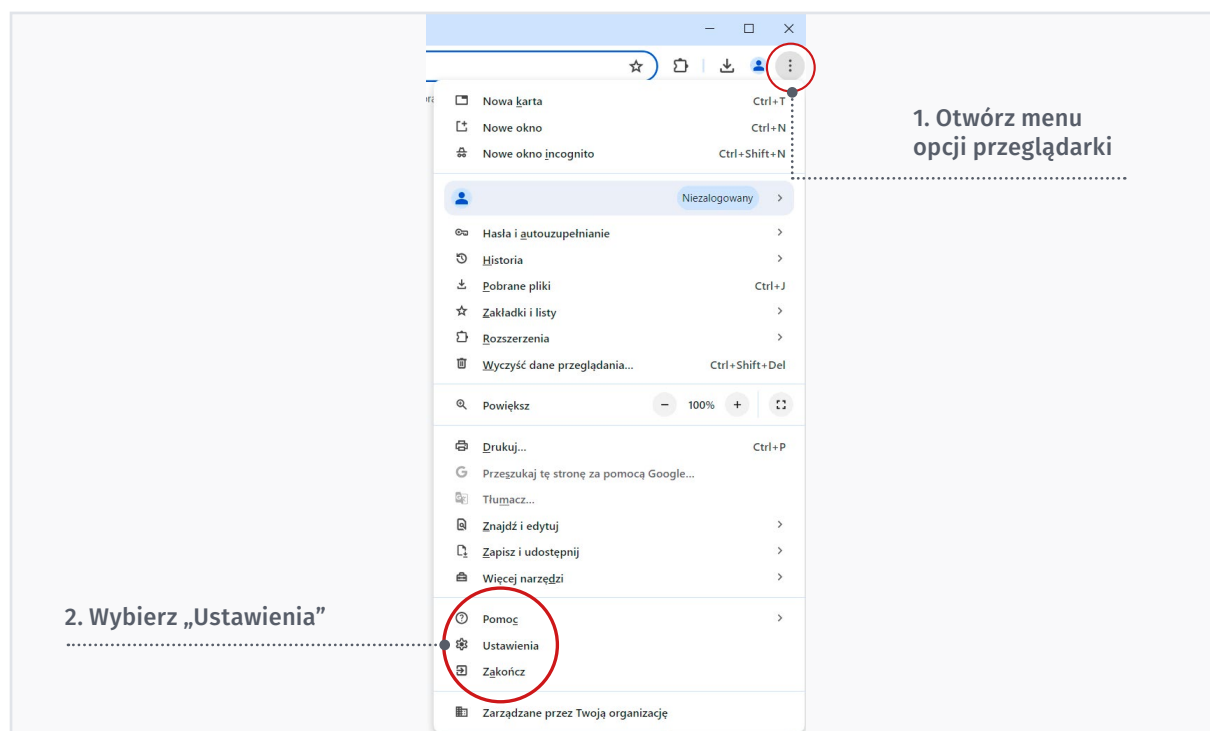 Nowa karta Ctrl+T
Nowe okno Ctrl+N
Nowe okno incognito Ctrl+Shift+N
1. Otwórz menu
opcji przeglądarki
Niezalogowany
Hasła i autouzupełnianie
Historia
Pobrane pliki Ctrl+J
Zakładki i listy
Rozszerzenia
Wyczyść dane przeglądania... Ctrl+Shift+Del
Powiększ − 100% +
Drukuj... Ctrl+P
Przeszukaj tę stronę za pomocą Google...
Tłumacz...
Znajdź i edytuj
Zapisz i udostępnij
Więcej narzędzi
2. Wybierz „Ustawienia”
Pomoc
Ustawienia
Zakończ
Zarządzane przez Twoją organizację